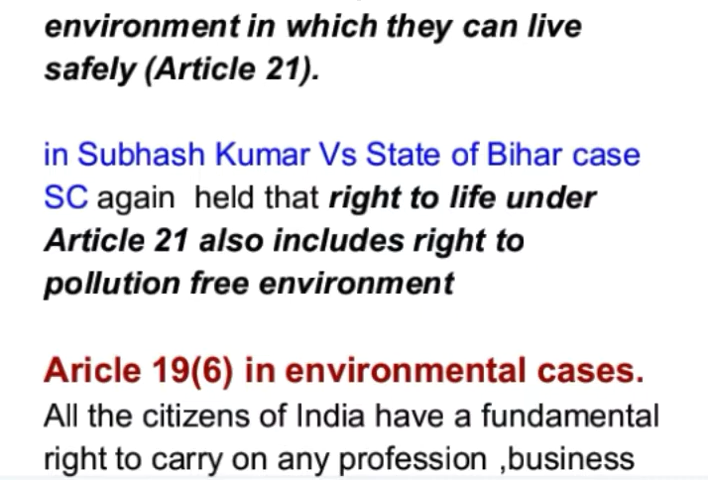 environment in which they can live
safely (Article 21).
in Subhash Kumar Vs State of Bihar case
SC again held that right to life under
Article 21 also includes right to
pollution free environment
Aricle 19(6) in environmental cases.
All the citizens of India have a fundamental
right to carry on any profession ,business